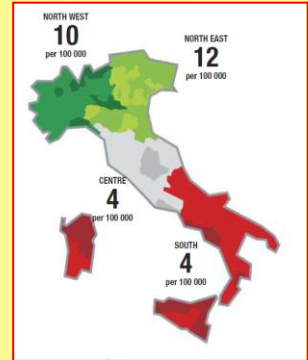 NORTH WEST
10
per 100 000
NORTH EAST
12
per 100 000
CENTRE
4
per 100 000
SOUTH
4
per 100 000